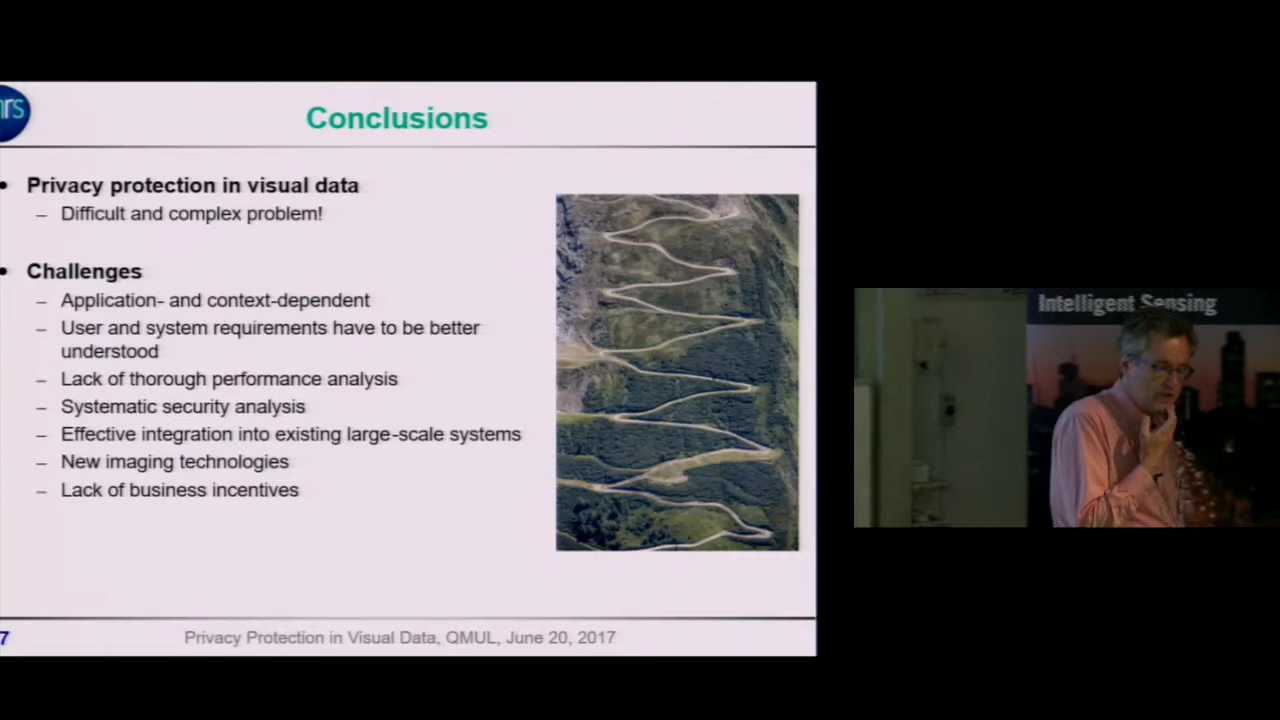 Conclusions
• Privacy protection in visual data
– Difficult and complex problem!
• Challenges
– Application- and context-dependent
– User and system requirements have to be better
understood
– Lack of thorough performance analysis
– Systematic security analysis
– Effective integration into existing large-scale systems
– New imaging technologies
– Lack of business incentives
7
Privacy Protection in Visual Data, QMUL, June 20, 2017
Intelligent Sensing